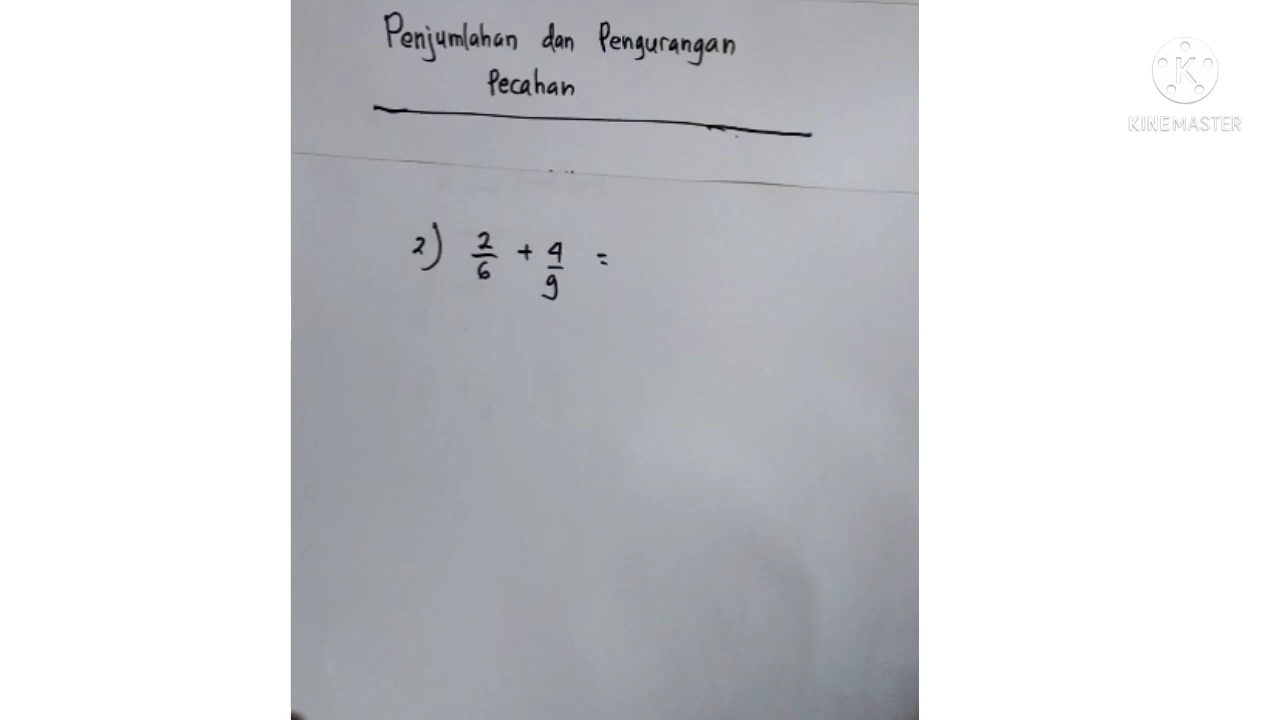 Penjumlahan dan Pengurangan
Pecahan
K
KINEMASTER
2) 2/6 + 4/9 =